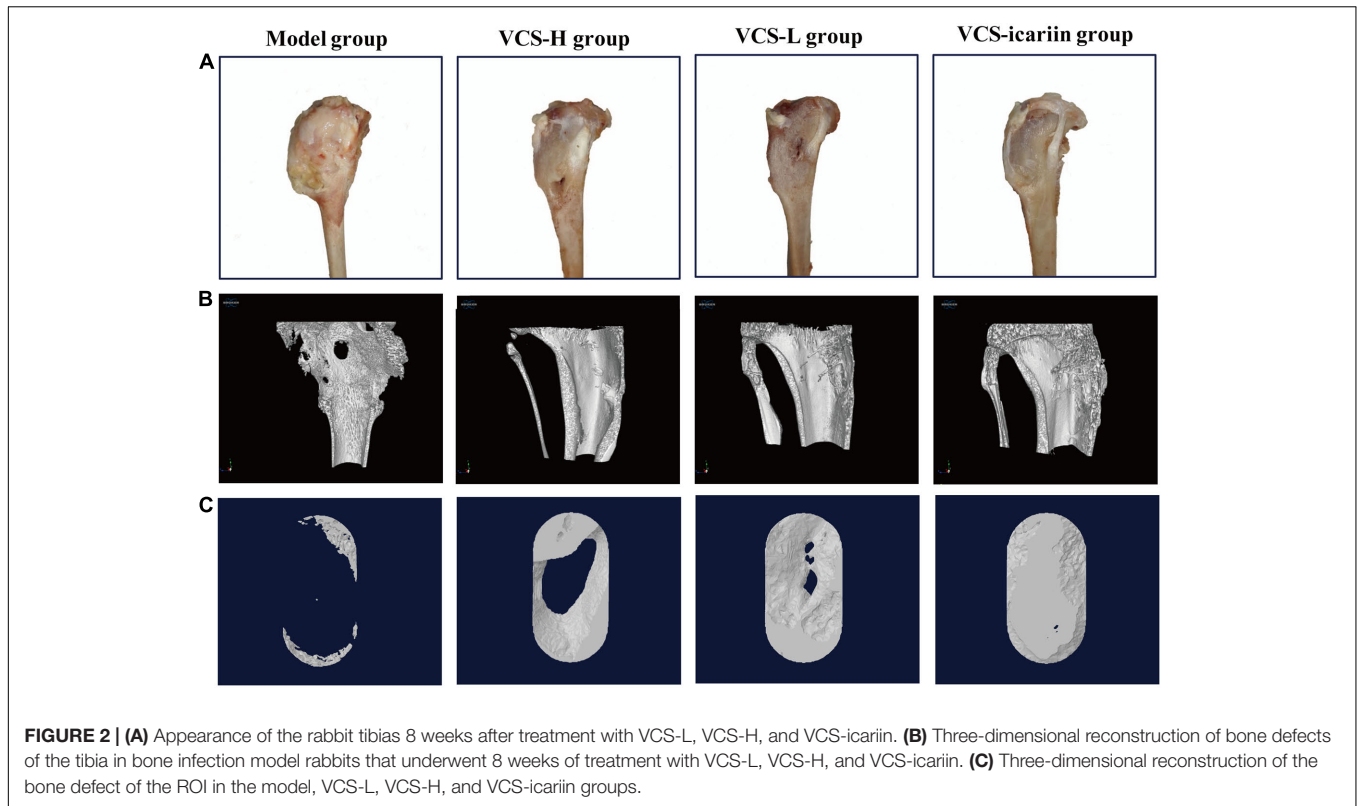 Model group
VCS-H group
VCS-L group
VCS-icariin group
A
B
C
FIGURE 2 | (A) Appearance of the rabbit tibias 8 weeks after treatment with VCS-L, VCS-H, and VCS-icariin. (B) Three-dimensional reconstruction of bone defects
of the tibia in bone infection model rabbits that underwent 8 weeks of treatment with VCS-L, VCS-H, and VCS-icariin. (C) Three-dimensional reconstruction of the
bone defect of the ROI in the model, VCS-L, VCS-H, and VCS-icariin groups.